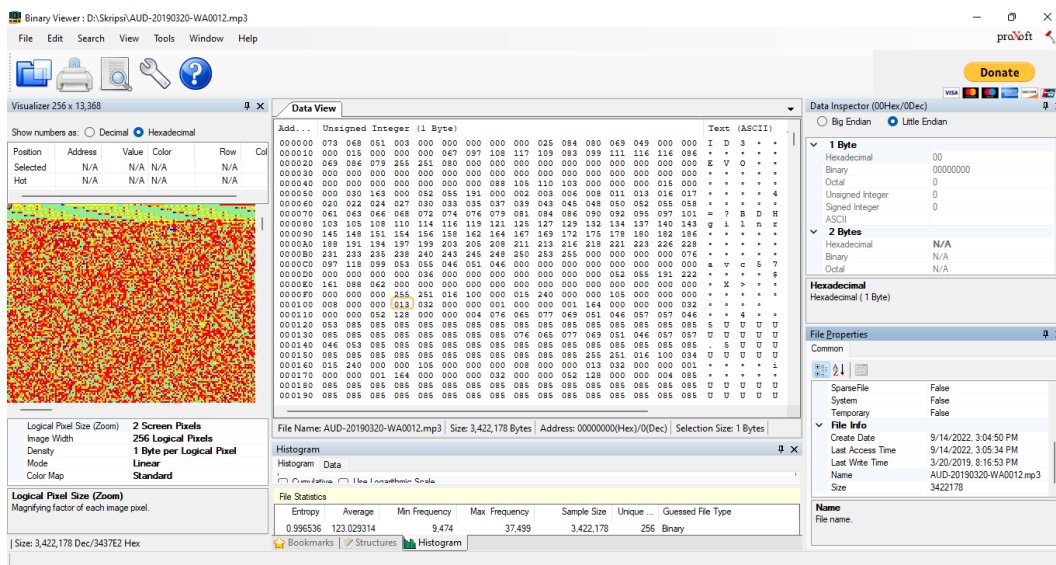 Binary Viewer : D:\Skripsi\AUD-20190320-WA0012.mp3
File Edit Search View Tools Window Help
proXoft
Donate
VISA
Visualizer 256 x 13,368
Show numbers as: Decimal Hexadecimal
Position Address Value Color Row Col
Selected N/A N/A N/A N/A
Hot N/A N/A N/A N/A
Logical Pixel Size (Zoom) 2 Screen Pixels
Image Width 256 Logical Pixels
Density 1 Byte per Logical Pixel
Mode Linear
Color Map Standard
Logical Pixel Size (Zoom)
Magnifying factor of each image pixel.
| Size: 3,422,178 Dec/3437E2 Hex
Data View
Add... Unsigned Integer (1 Byte) Text (ASCII)
000000 073 068 051 003 000 000 000 000 000 025 084 080 069 049 000 000 I D 3
000010 000 015 000 000 000 067 097 108 117 109 083 099 111 116 116 086
000020 069 086 079 255 251 080 000 000 000 000 000 000 000 000 000 000 E V O
000030 000 000 000 000 000 000 000 000 000 000 000 000 000 000 000 000
000040 000 000 000 000 000 000 000 088 105 110 103 000 000 000 015 000
000050 000 030 163 000 052 055 191 000 002 003 006 008 011 013 016 017 4
000060 020 022 024 027 030 033 035 037 039 043 045 048 050 052 055 058
000070 061 063 066 068 072 074 076 079 081 084 086 090 092 095 097 101 = ? B D H
000080 103 105 108 110 114 116 119 121 125 127 129 132 134 137 140 143 g i l n r
000090 145 148 151 154 156 158 162 164 167 169 172 175 178 180 182 186
0000A0 188 191 194 197 199 203 205 208 211 213 216 218 221 223 226 228
0000B0 231 233 235 238 240 243 245 248 250 253 255 000 000 000 000 076
0000C0 097 118 099 053 055 046 051 046 000 000 000 000 000 000 000 000 a v c 5 7
0000D0 000 000 000 000 036 000 000 000 000 000 000 000 052 055 191 222 $
0000E0 161 088 062 000 000 000 000 000 000 000 000 000 000 000 000 000 X >
0000F0 000 000 000 255 251 016 100 000 015 240 000 000 105 000 000 000
000100 008 000 000 013 032 000 000 001 000 000 001 164 000 000 000 032
000110 000 000 052 128 000 000 004 076 065 077 069 051 046 057 057 046 4
000120 053 085 085 085 085 085 085 085 085 085 085 085 085 085 085 085 5 U U U U
000130 085 085 085 085 085 085 085 085 076 065 077 069 051 046 057 057 U U U U U
000140 046 053 085 085 085 085 085 085 085 085 085 085 085 085 085 085 . 5 U U U
000150 085 085 085 085 085 085 085 085 085 085 085 255 251 016 100 034 U U U U U
000160 015 240 000 000 105 000 000 000 008 000 000 013 032 000 000 001 i
000170 000 000 001 164 000 000 000 032 000 000 052 128 000 000 004 085
000180 085 085 085 085 085 085 085 085 085 085 085 085 085 085 085 085 U U U U U
000190 085 085 085 085 085 085 085 085 085 085 085 085 085 085 085 085 U U U U U
File Name: AUD-20190320-WA0012.mp3 Size: 3,422,178 Bytes Address: 00000000(Hex)/0(Dec) Selection Size: 1 Bytes
Histogram
Histogram Data
Cumulative Use Logarithmic Scale
File Statistics
Entropy Average Min Frequency Max Frequency Sample Size Unique ... Guessed File Type
0.996536 123.029314 9,474 37,499 3,422,178 256 Binary
Bookmarks Structures Histogram
Data Inspector (00Hex/0Dec)
Big Endian Little Endian
1 Byte
Hexadecimal 00
Binary 00000000
Octal 0
Unsigned Integer 0
Signed Integer 0
ASCII
2 Bytes
Hexadecimal N/A
Binary N/A
Octal N/A
Hexadecimal
Hexadecimal ( 1 Byte)
File Properties
Common
SparseFile False
System False
Temporary False
File Info
Create Date 9/14/2022, 3:04:50 PM
Last Access Time 9/14/2022, 3:05:34 PM
Last Write Time 3/20/2019, 8:16:53 PM
Name AUD-20190320-WA0012.mp3
Size 3422178
Name
File name.